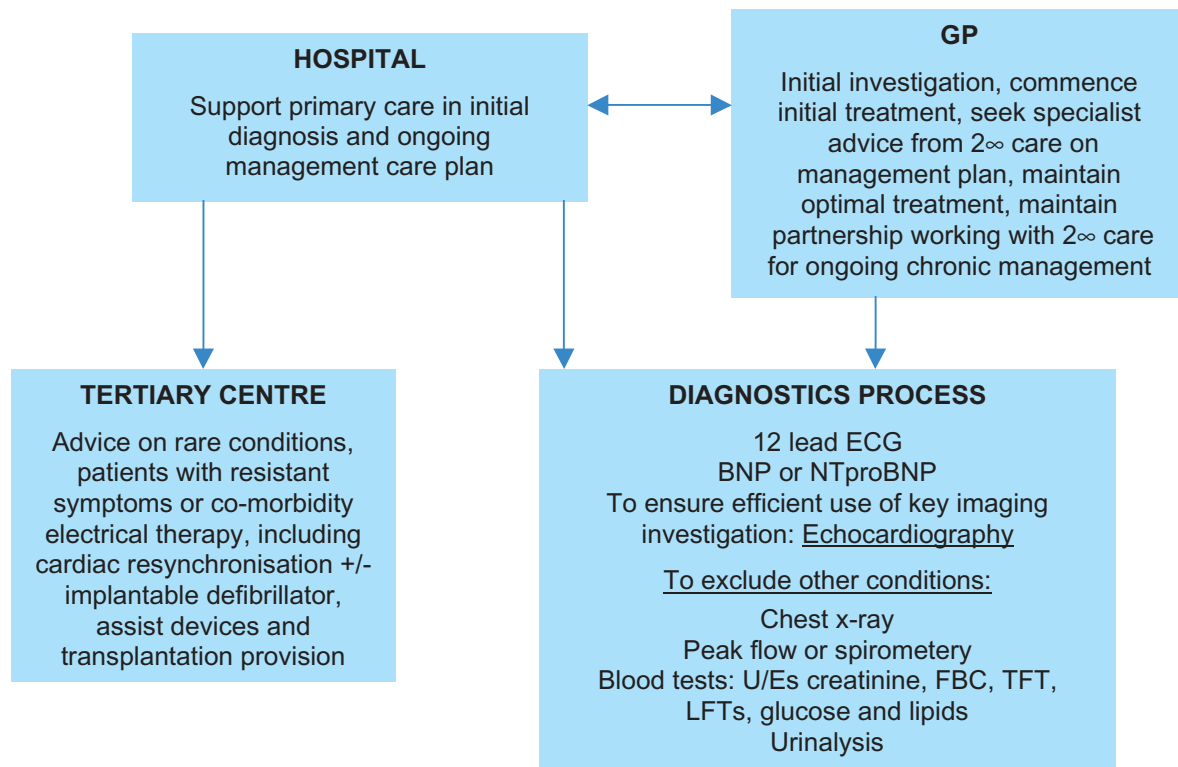 HOSPITAL
Support primary care in initial
diagnosis and ongoing
management care plan
GP
Initial investigation, commence
initial treatment, seek specialist
advice from 2∞ care on
management plan, maintain
optimal treatment, maintain
partnership working with 2∞ care
for ongoing chronic management
TERTIARY CENTRE
Advice on rare conditions,
patients with resistant
symptoms or co-morbidity
electrical therapy, including
cardiac resynchronisation +/-
implantable defibrillator,
assist devices and
transplantation provision
DIAGNOSTICS PROCESS
12 lead ECG
BNP or NTproBNP
To ensure efficient use of key imaging
investigation: Echocardiography
To exclude other conditions:
Chest x-ray
Peak flow or spirometery
Blood tests: U/Es creatinine, FBC, TFT,
LFTs, glucose and lipids
Urinalysis